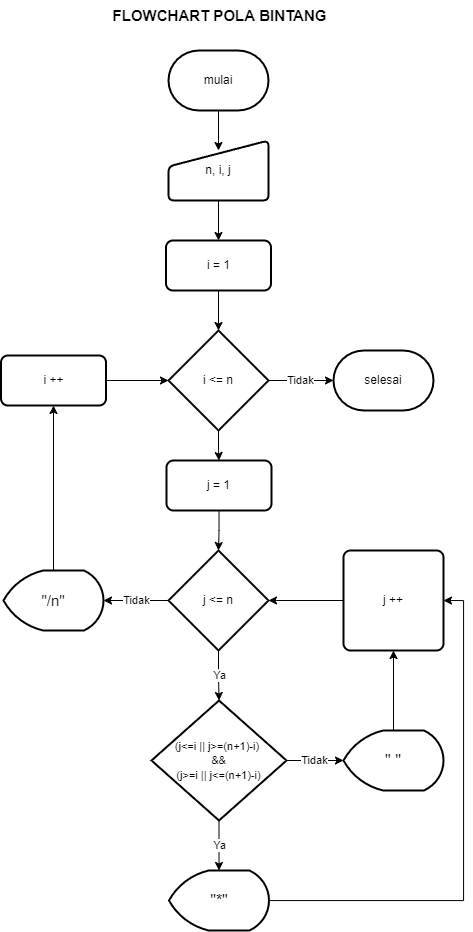 FLOWCHART POLA BINTANG
mulai
n, i, j
i = 1
i ++
i <= n
Tidak
selesai
j = 1
"/n"
Tidak
j <= n
j ++
Ya
(j<=i || j>=(n+1)-i)
&&
(j>=i || j<=(n+1)-i)
Tidak
" "
Ya
"*"